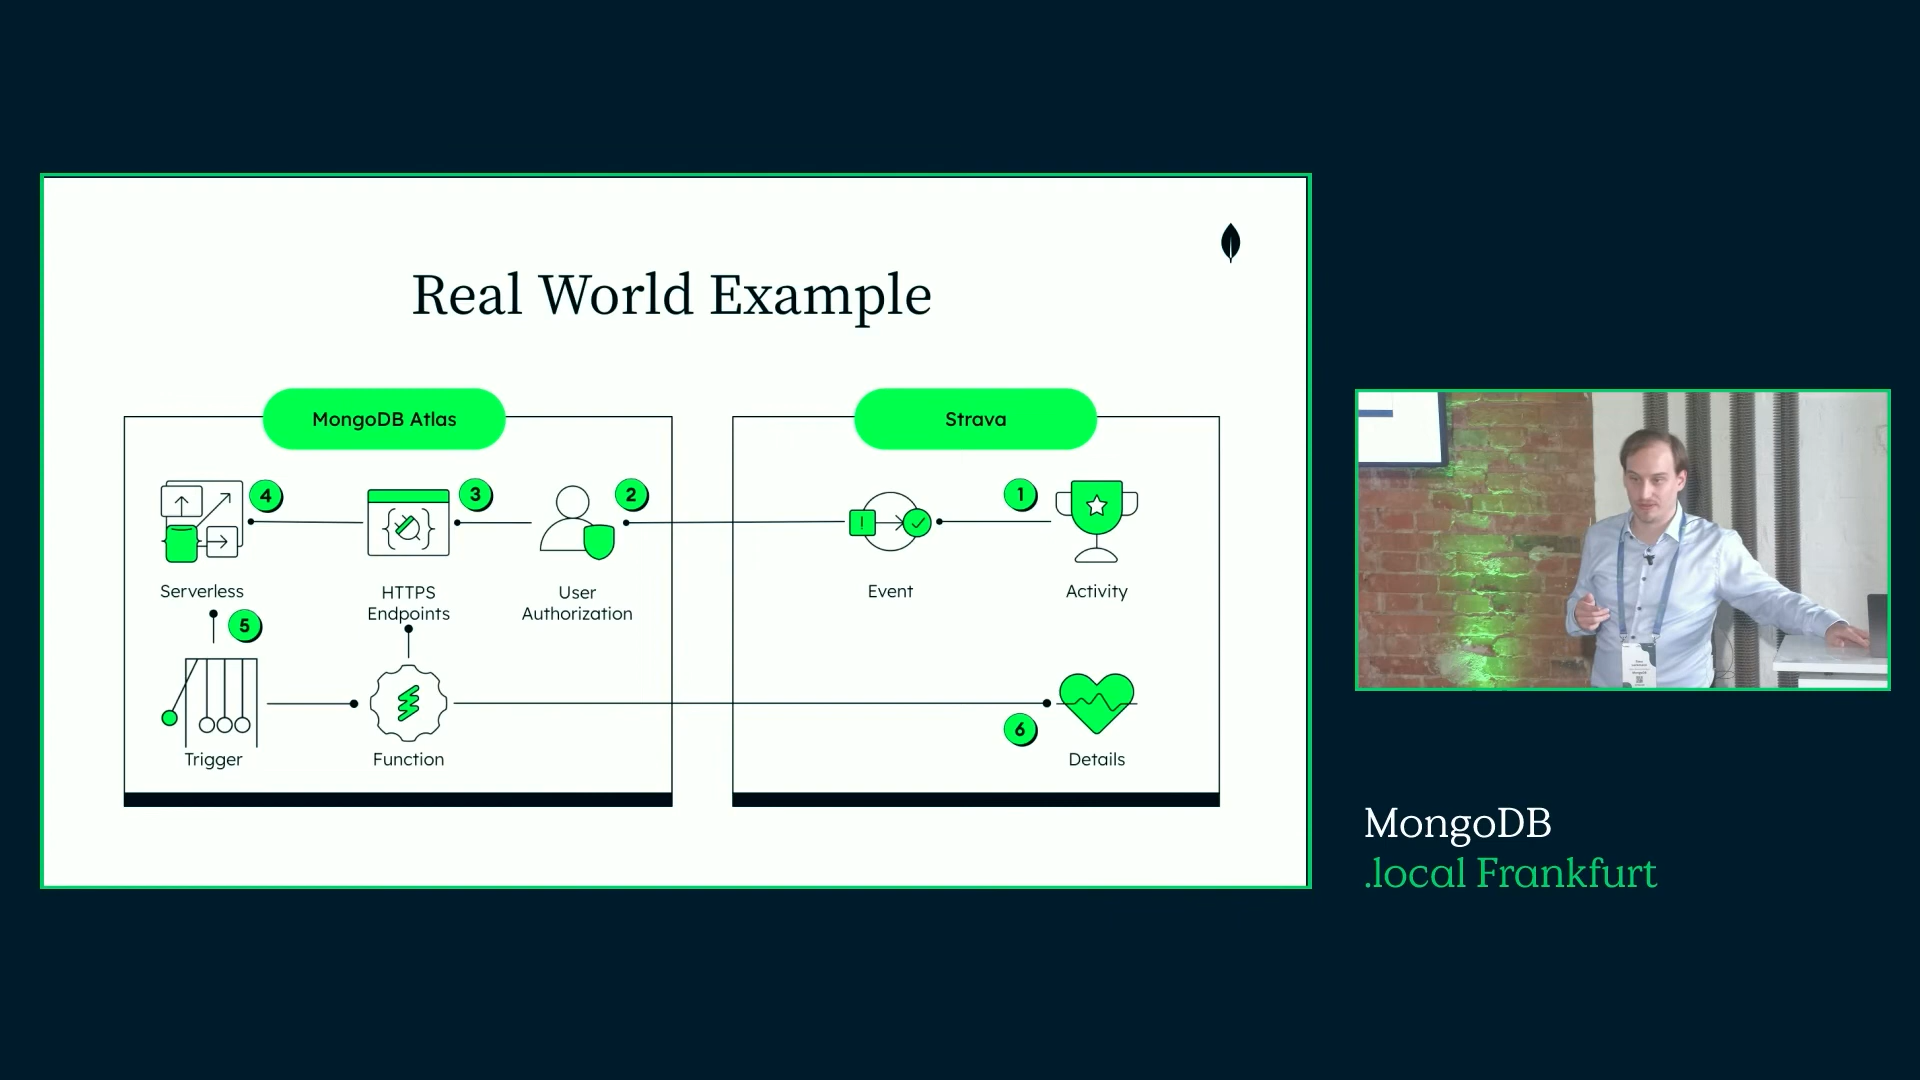 Real World Example
MongoDB Atlas
Strava
4
3
2
1
Serverless
HTTPS
Endpoints
User
Authorization
Event
Activity
5
6
Trigger
Function
Details
MongoDB
.local Frankfurt